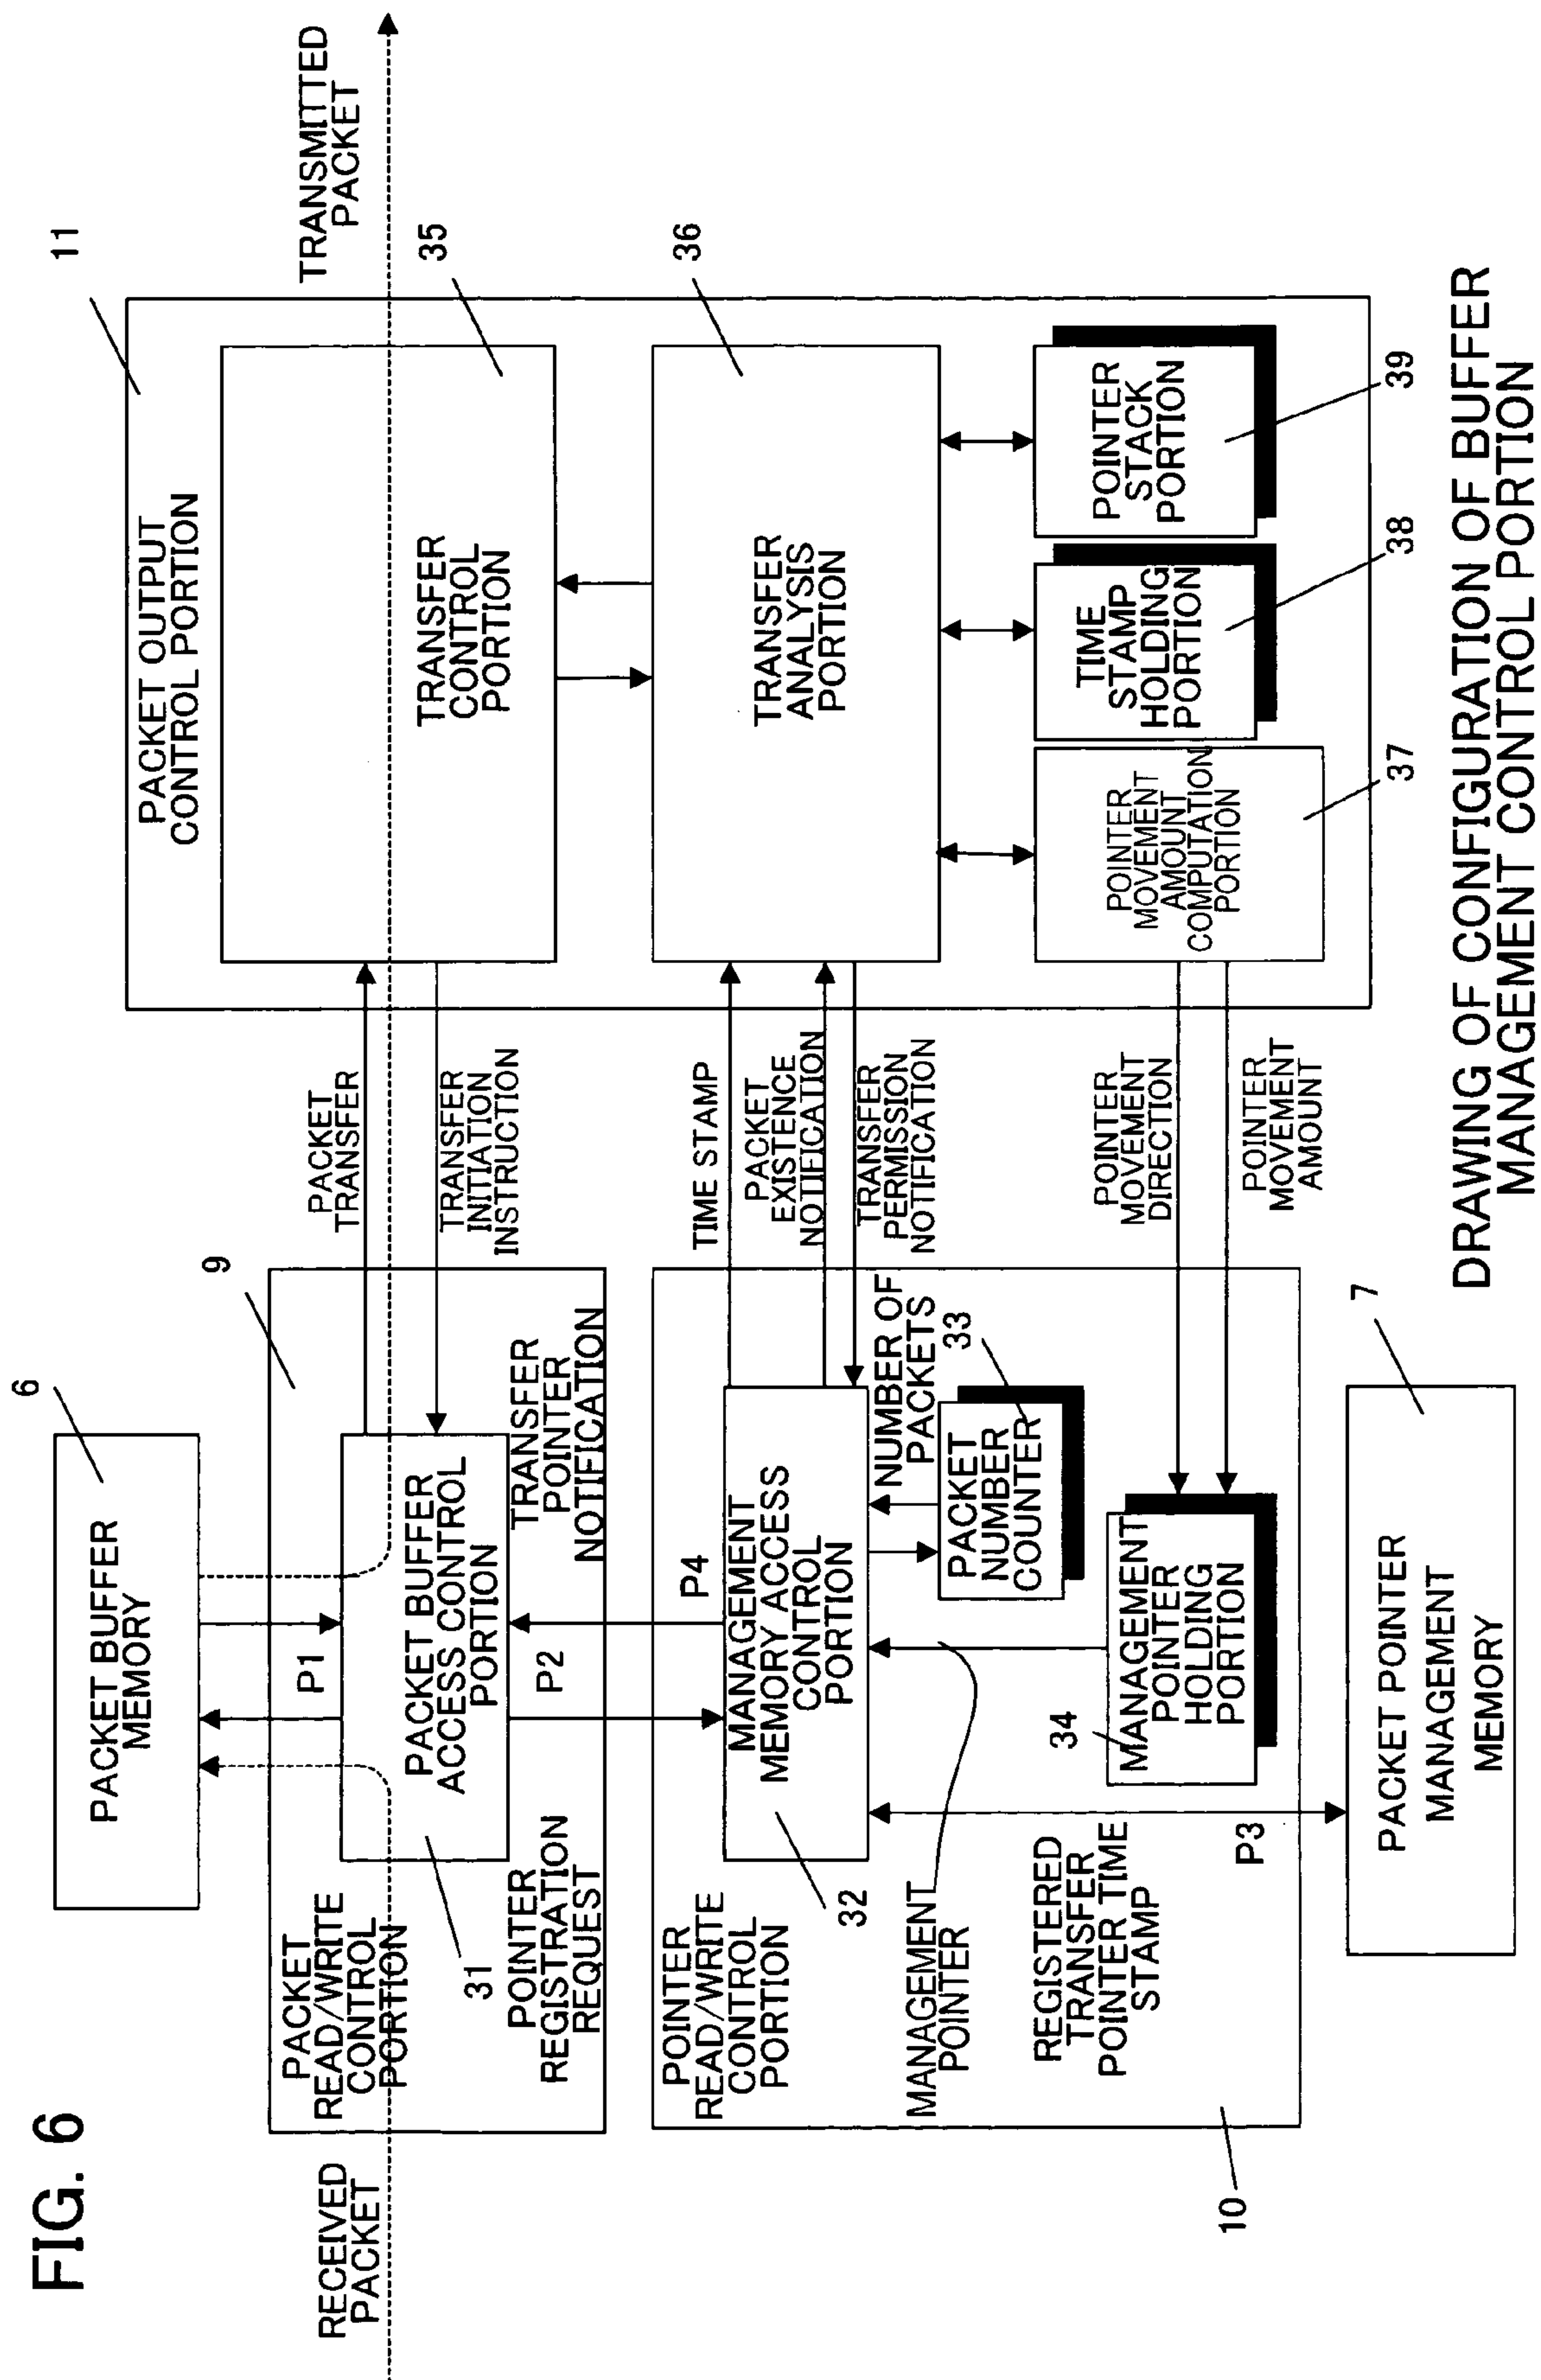 FIG. 6
RECEIVED
PACKET
6
PACKET BUFFER
MEMORY
9
PACKET
READ/WRITE
CONTROL
PORTION
P1
PACKET BUFFER
ACCESS CONTROL
PORTION
31
POINTER
REGISTRATION
REQUEST
P2
TRANSFER
POINTER
NOTIFICATION
P4
POINTER
READ/WRITE
CONTROL
PORTION
MANAGEMENT
MEMORY ACCESS
CONTROL
PORTION
32
NUMBER OF
PACKETS
33
PACKET
NUMBER
COUNTER
MANAGEMENT
POINTER
34
MANAGEMENT
POINTER
HOLDING
PORTION
REGISTERED
TRANSFER
POINTER TIME
STAMP
P3
10
7
PACKET POINTER
MANAGEMENT
MEMORY
PACKET
TRANSFER
TRANSFER
INITIATION
INSTRUCTION
TIME STAMP
PACKET
EXISTENCE
NOTIFICATION
TRANSFER
PERMISSION
NOTIFICATION
POINTER
MOVEMENT
DIRECTION
POINTER
MOVEMENT
AMOUNT
11
PACKET OUTPUT
CONTROL PORTION
TRANSMITTED
PACKET
TRANSFER
CONTROL
PORTION
35
TRANSFER
ANALYSIS
PORTION
36
POINTER
MOVEMENT
AMOUNT
COMPUTATION
PORTION
37
TIME
STAMP
HOLDING
PORTION
38
POINTER
STACK
PORTION
39
DRAWING OF CONFIGURATION OF BUFFER
MANAGEMENT CONTROL PORTION